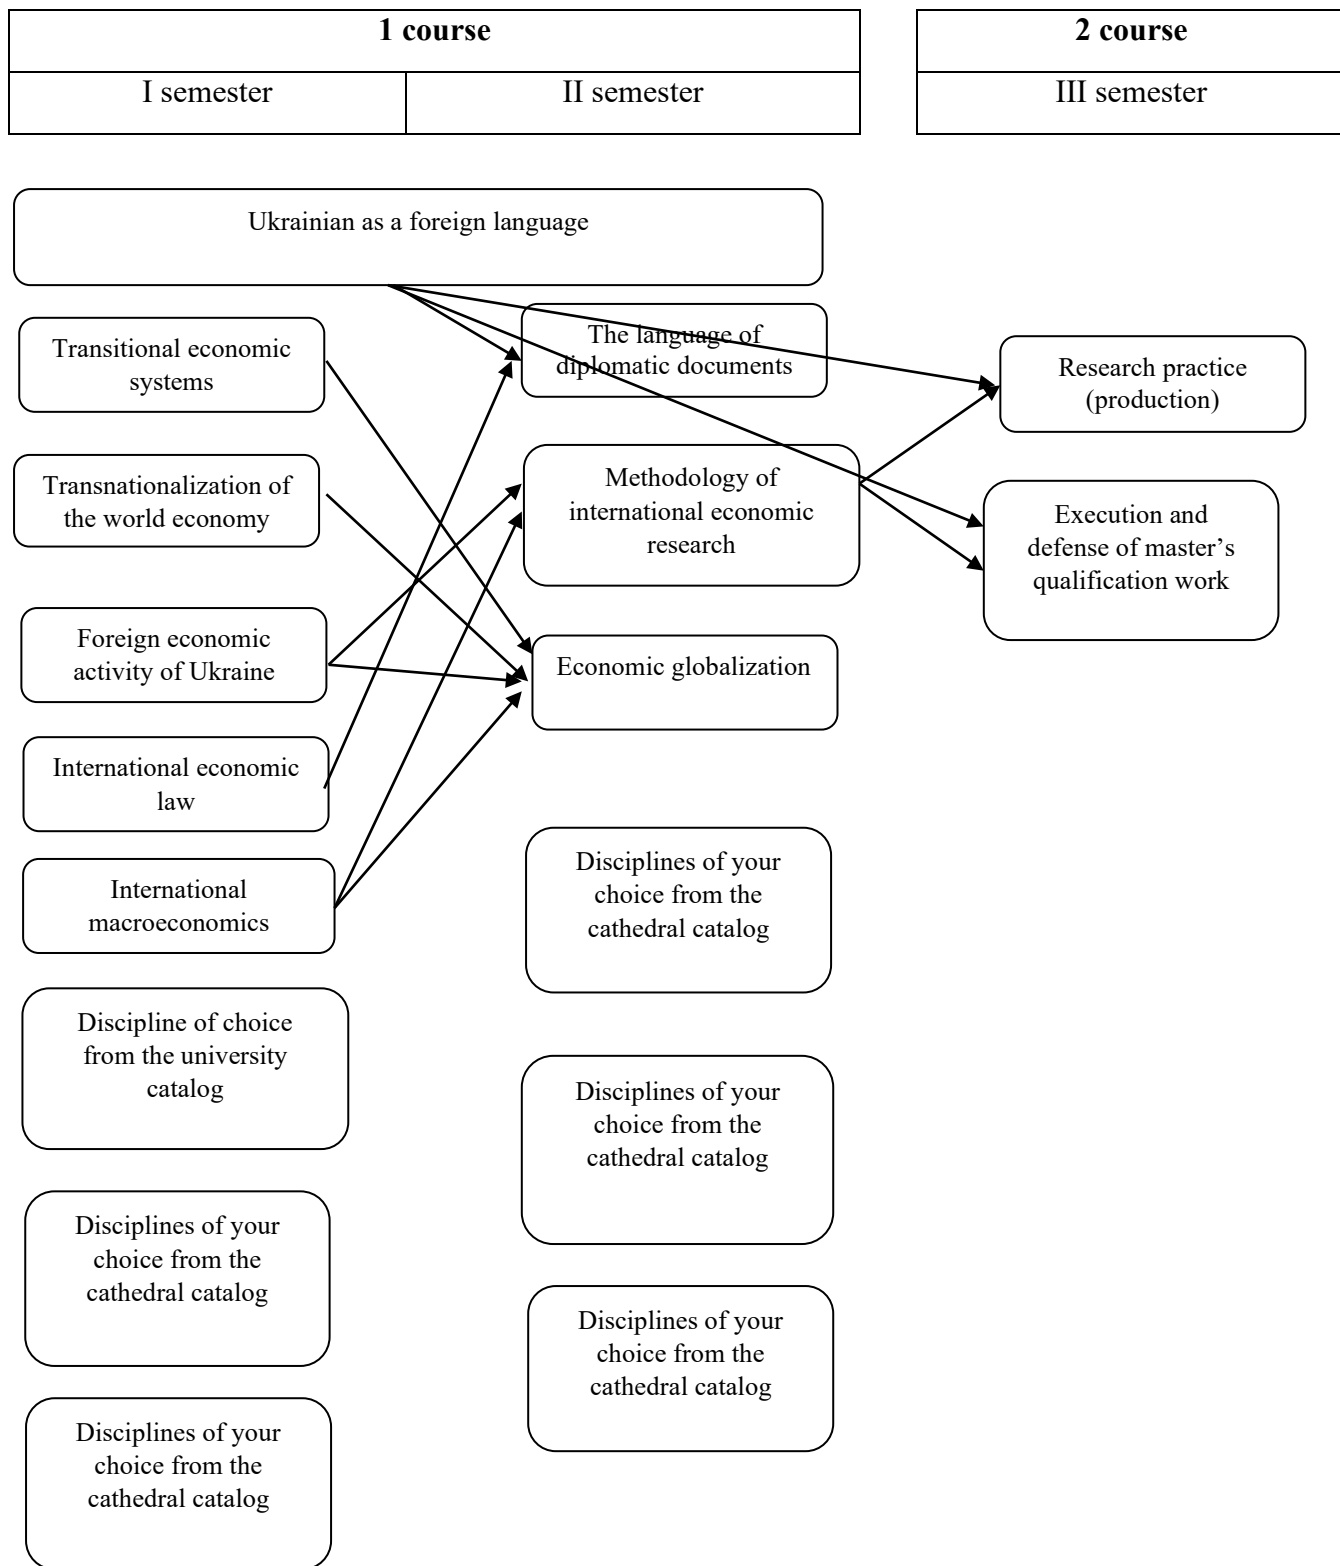 1 course
2 course
I semester
II semester
III semester
Ukrainian as a foreign language
Transitional economic
systems
Transnationalization of
the world economy
Foreign economic
activity of Ukraine
International economic
law
International
macroeconomics
Discipline of choice
from the university
catalog
Disciplines of your
choice from the
cathedral catalog
Disciplines of your
choice from the
cathedral catalog
The language of
diplomatic documents
Methodology of
international economic
research
Economic globalization
Disciplines of your
choice from the
cathedral catalog
Disciplines of your
choice from the
cathedral catalog
Disciplines of your
choice from the
cathedral catalog
Research practice
(production)
Execution and
defense of master’s
qualification work